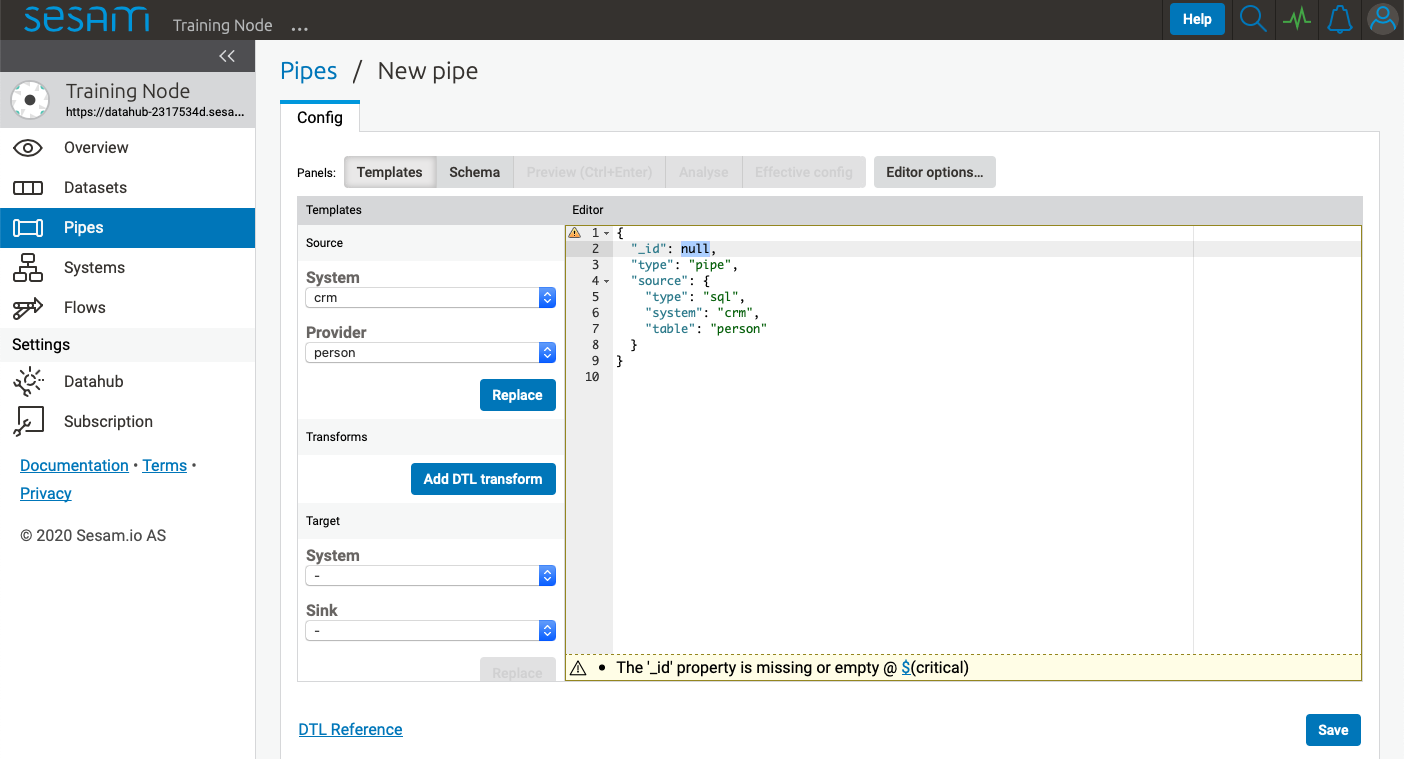 sesam Training Node ... Help
Training Node
https://datahub-2317534d.sesa...
Overview
Datasets
Pipes
Systems
Flows
Settings
Datahub
Subscription
Documentation • Terms •
Privacy
© 2020 Sesam.io AS
Pipes / New pipe
Config
Panels: Templates Schema Preview (Ctrl+Enter) Analyse Effective config Editor options...
Templates
Source
System
crm
Provider
person
Replace
Transforms
Add DTL transform
Target
System
-
Sink
-
Replace
Editor
1 {
2 "_id": null,
3 "type": "pipe",
4 "source": {
5 "type": "sql",
6 "system": "crm",
7 "table": "person"
8 }
9 }
10
• The '_id' property is missing or empty @ $(critical)
DTL Reference
Save